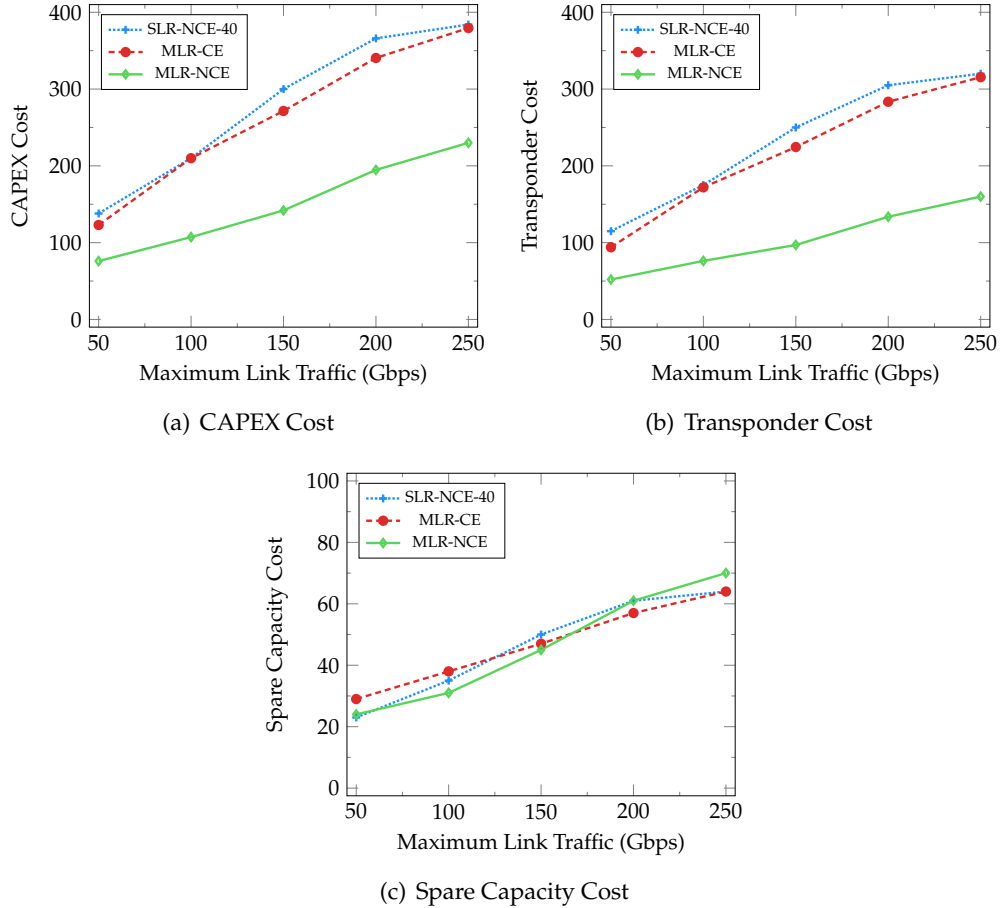 SLR-NCE-40
MLR-CE
MLR-NCE
400
300
200
100
0
CAPEX Cost
50 100 150 200 250
Maximum Link Traffic (Gbps)
(a) CAPEX Cost
SLR-NCE-40
MLR-CE
MLR-NCE
400
300
200
100
0
Transponder Cost
50 100 150 200 250
Maximum Link Traffic (Gbps)
(b) Transponder Cost
SLR-NCE-40
MLR-CE
MLR-NCE
100
80
60
40
20
0
Spare Capacity Cost
50 100 150 200 250
Maximum Link Traffic (Gbps)
(c) Spare Capacity Cost